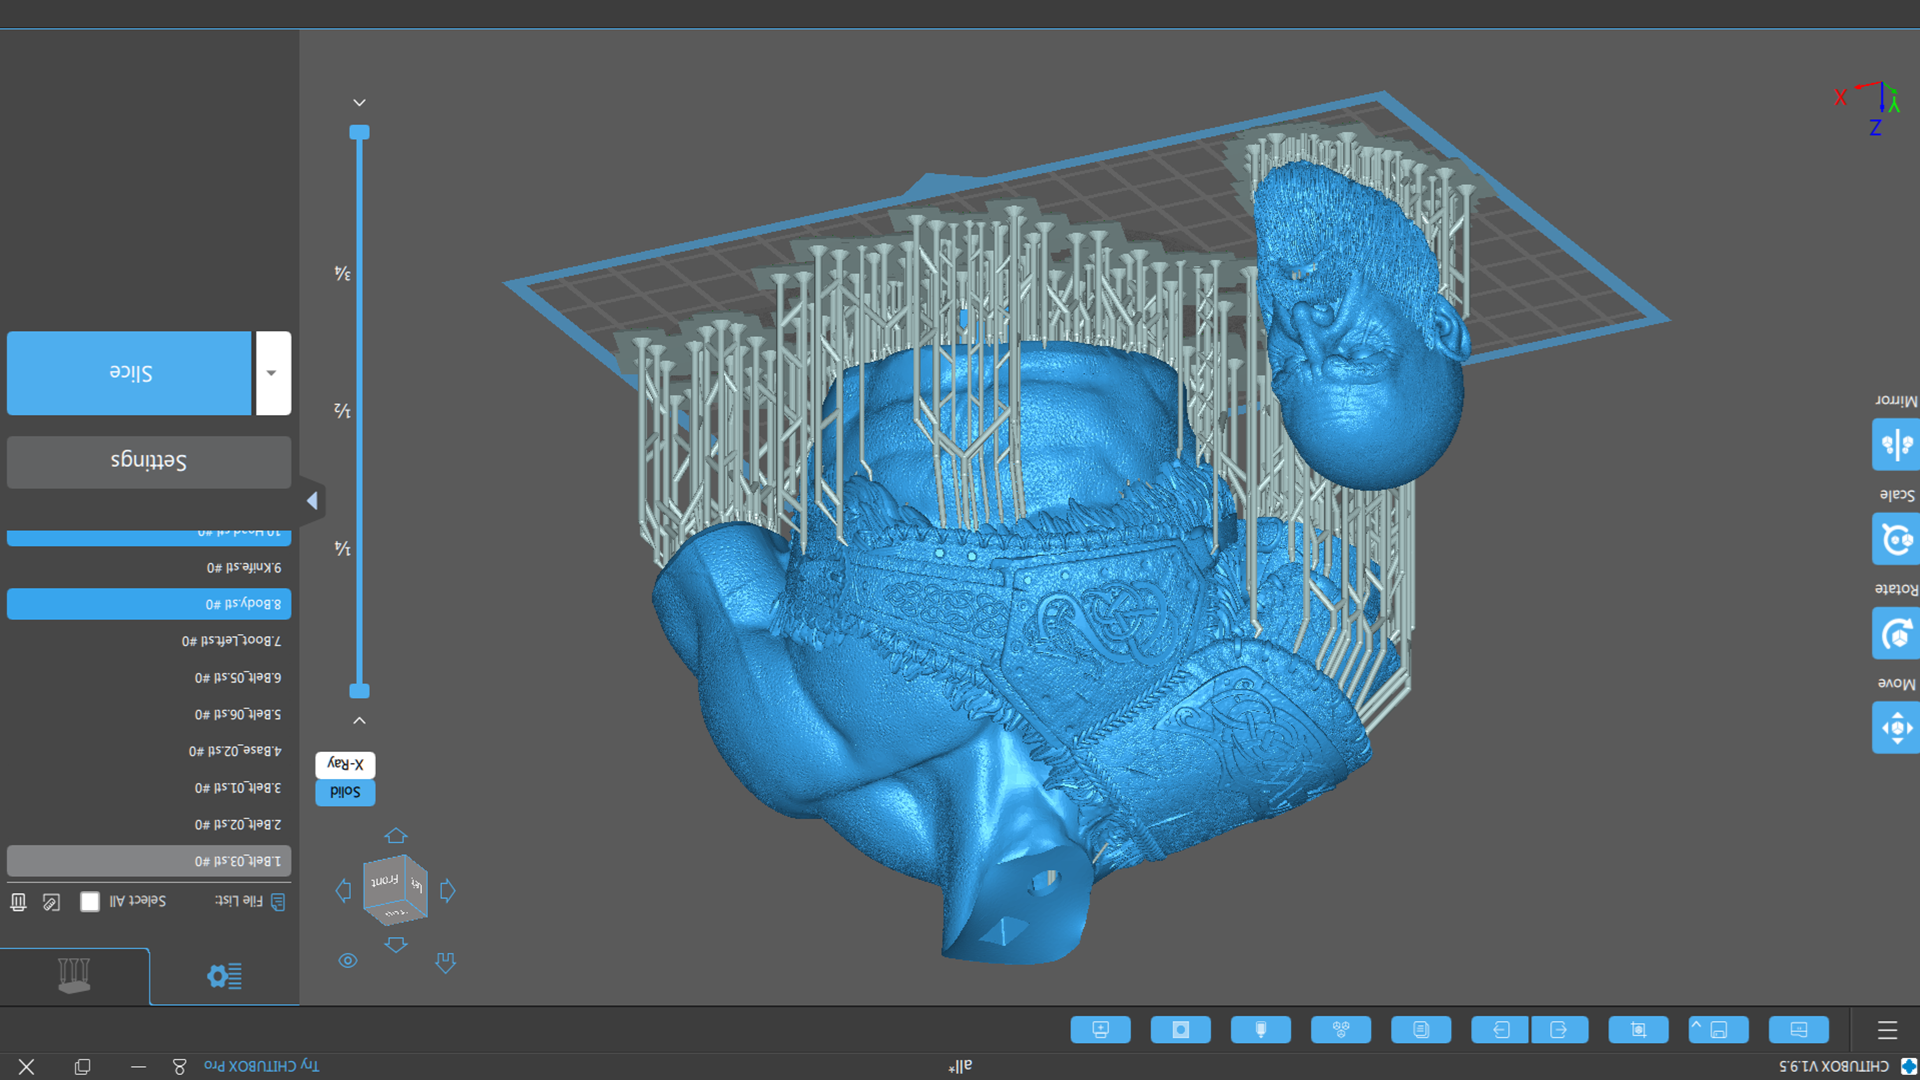 CHITUBOX V1.9.5
all*
Try CHITUBOX Pro
File List:
Select All
1.Belt_03.stl #0
2.Belt_02.stl #0
3.Belt_01.stl #0
4.Base_02.stl #0
5.Belt_06.stl #0
6.Belt_05.stl #0
7.Boot_Left.stl #0
8.Body.stl #0
9.Knife.stl #0
10.Head.stl #0
Settings
Slice
Front
Solid
X-Ray
1/4
1/2
3/4
Move
Rotate
Scale
Mirror
Z
X
Y